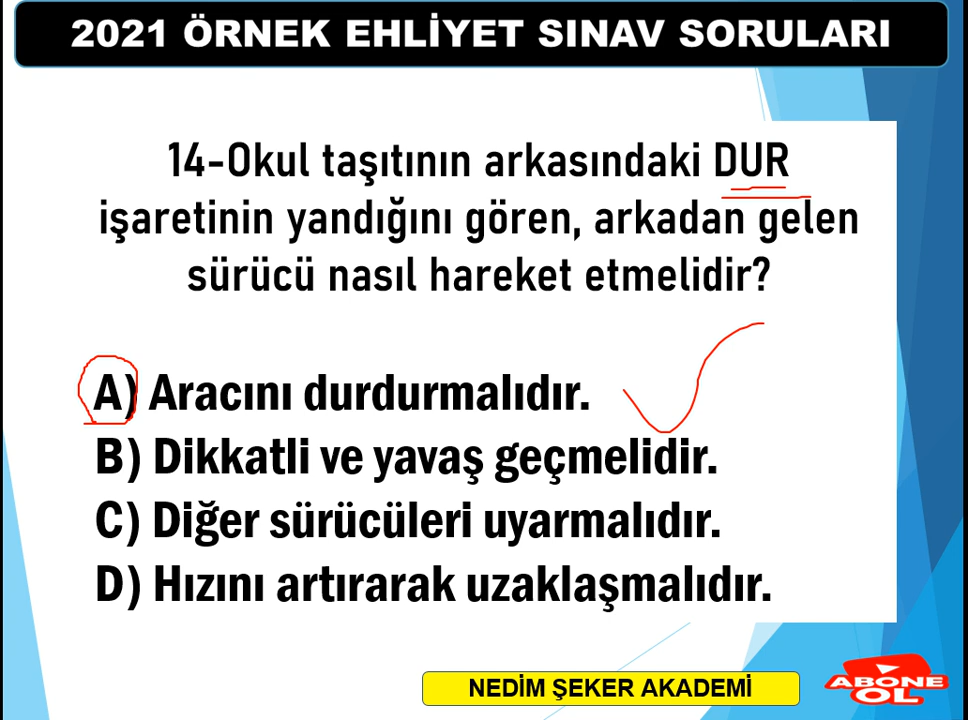 2021 ÖRNEK EHLİYET SINAV SORULARI
14-Okul taşıtının arkasındaki DUR
işaretinin yandığını gören, arkadan gelen
sürücü nasıl hareket etmelidir?
A) Aracını durdurmalıdır.
B) Dikkatli ve yavaş geçmelidir.
C) Diğer sürücüleri uyarmalıdır.
D) Hızını artırarak uzaklaşmalıdır.
NEDİM ŞEKER AKADEMİ
ABONE
OL